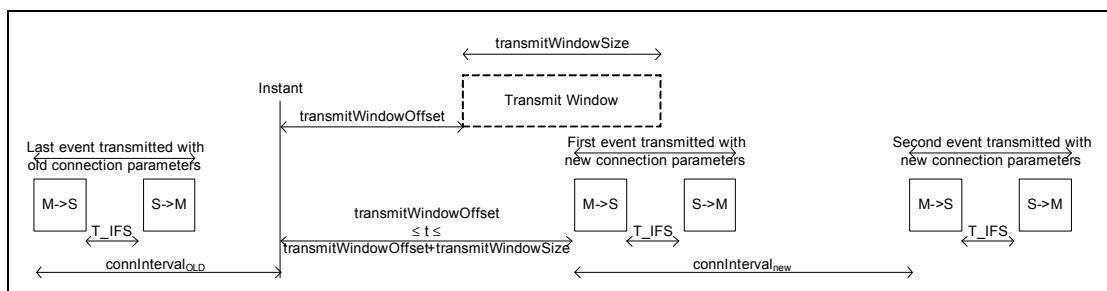 transmitWindowSize
Instant
Transmit Window
transmitWindowOffset
Last event transmitted with
old connection parameters
First event transmitted with
new connection parameters
Second event transmitted with
new connection parameters
M->S
S->M
transmitWindowOffset
≤ t ≤
transmitWindowOffset+transmitWindowSize
M->S
S->M
M->S
S->M
T_IFS
T_IFS
T_IFS
connIntervalOLD
connIntervalnew